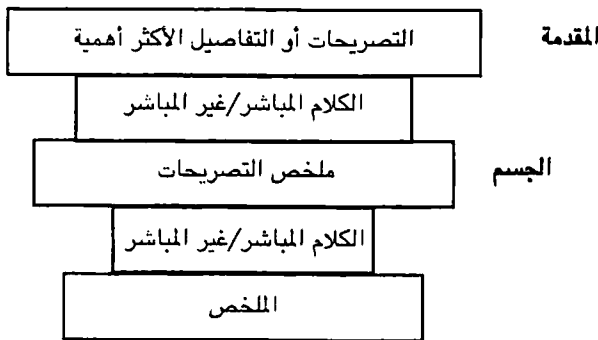 المقدمة
التصريحات أو التفاصيل الأكثر أهمية
الكلام المباشر/غير المباشر
الجسم
ملخص التصريحات
الكلام المباشر/غير المباشر
الملخص